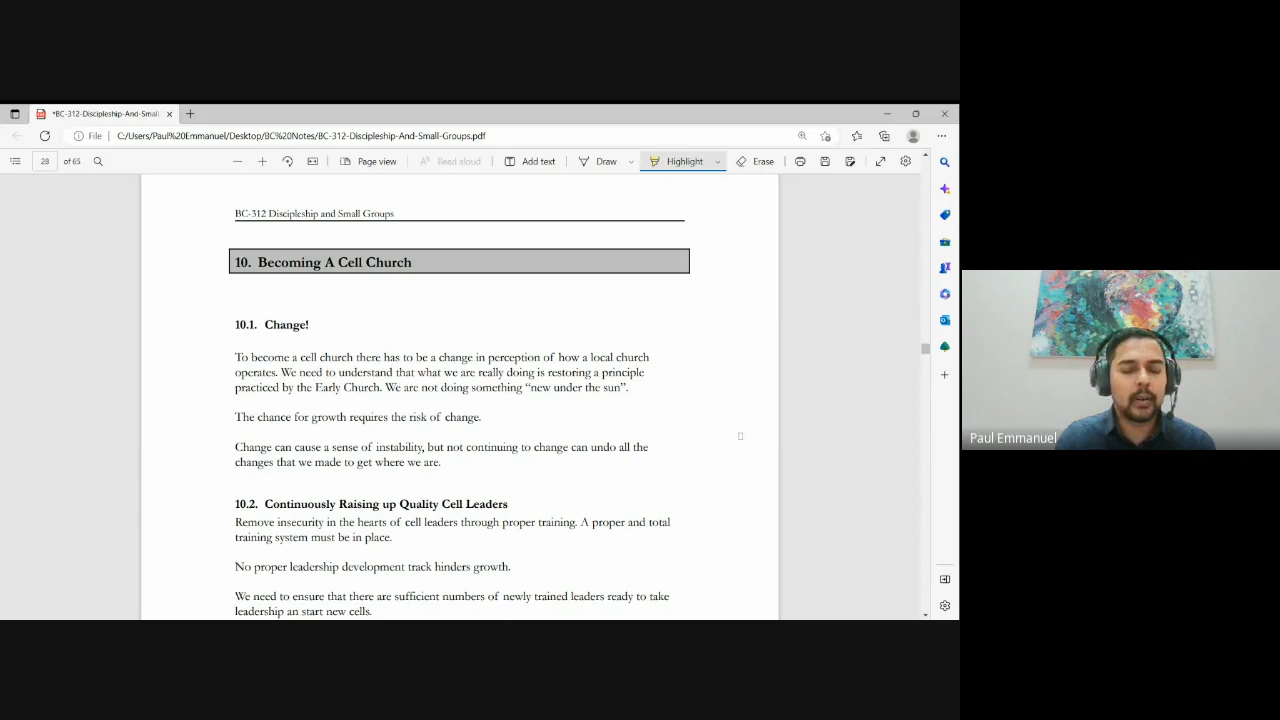 *BC-312-Discipleship-And-Small
File
C:/Users/Paul%20Emmanuel/Desktop/BC%20Notes/BC-312-Discipleship-And-Small-Groups.pdf
28 of 65
Page view
Read aloud
Add text
Draw
Highlight
Erase
BC-312 Discipleship and Small Groups
10. Becoming A Cell Church
10.1. Change!
To become a cell church there has to be a change in perception of how a local church
operates. We need to understand that what we are really doing is restoring a principle
practiced by the Early Church. We are not doing something “new under the sun”.
The chance for growth requires the risk of change.
Change can cause a sense of instability, but not continuing to change can undo all the
changes that we made to get where we are.
10.2. Continuously Raising up Quality Cell Leaders
Remove insecurity in the hearts of cell leaders through proper training. A proper and total
training system must be in place.
No proper leadership development track hinders growth.
We need to ensure that there are sufficient numbers of newly trained leaders ready to take
leadership an start new cells.
Paul Emmanuel